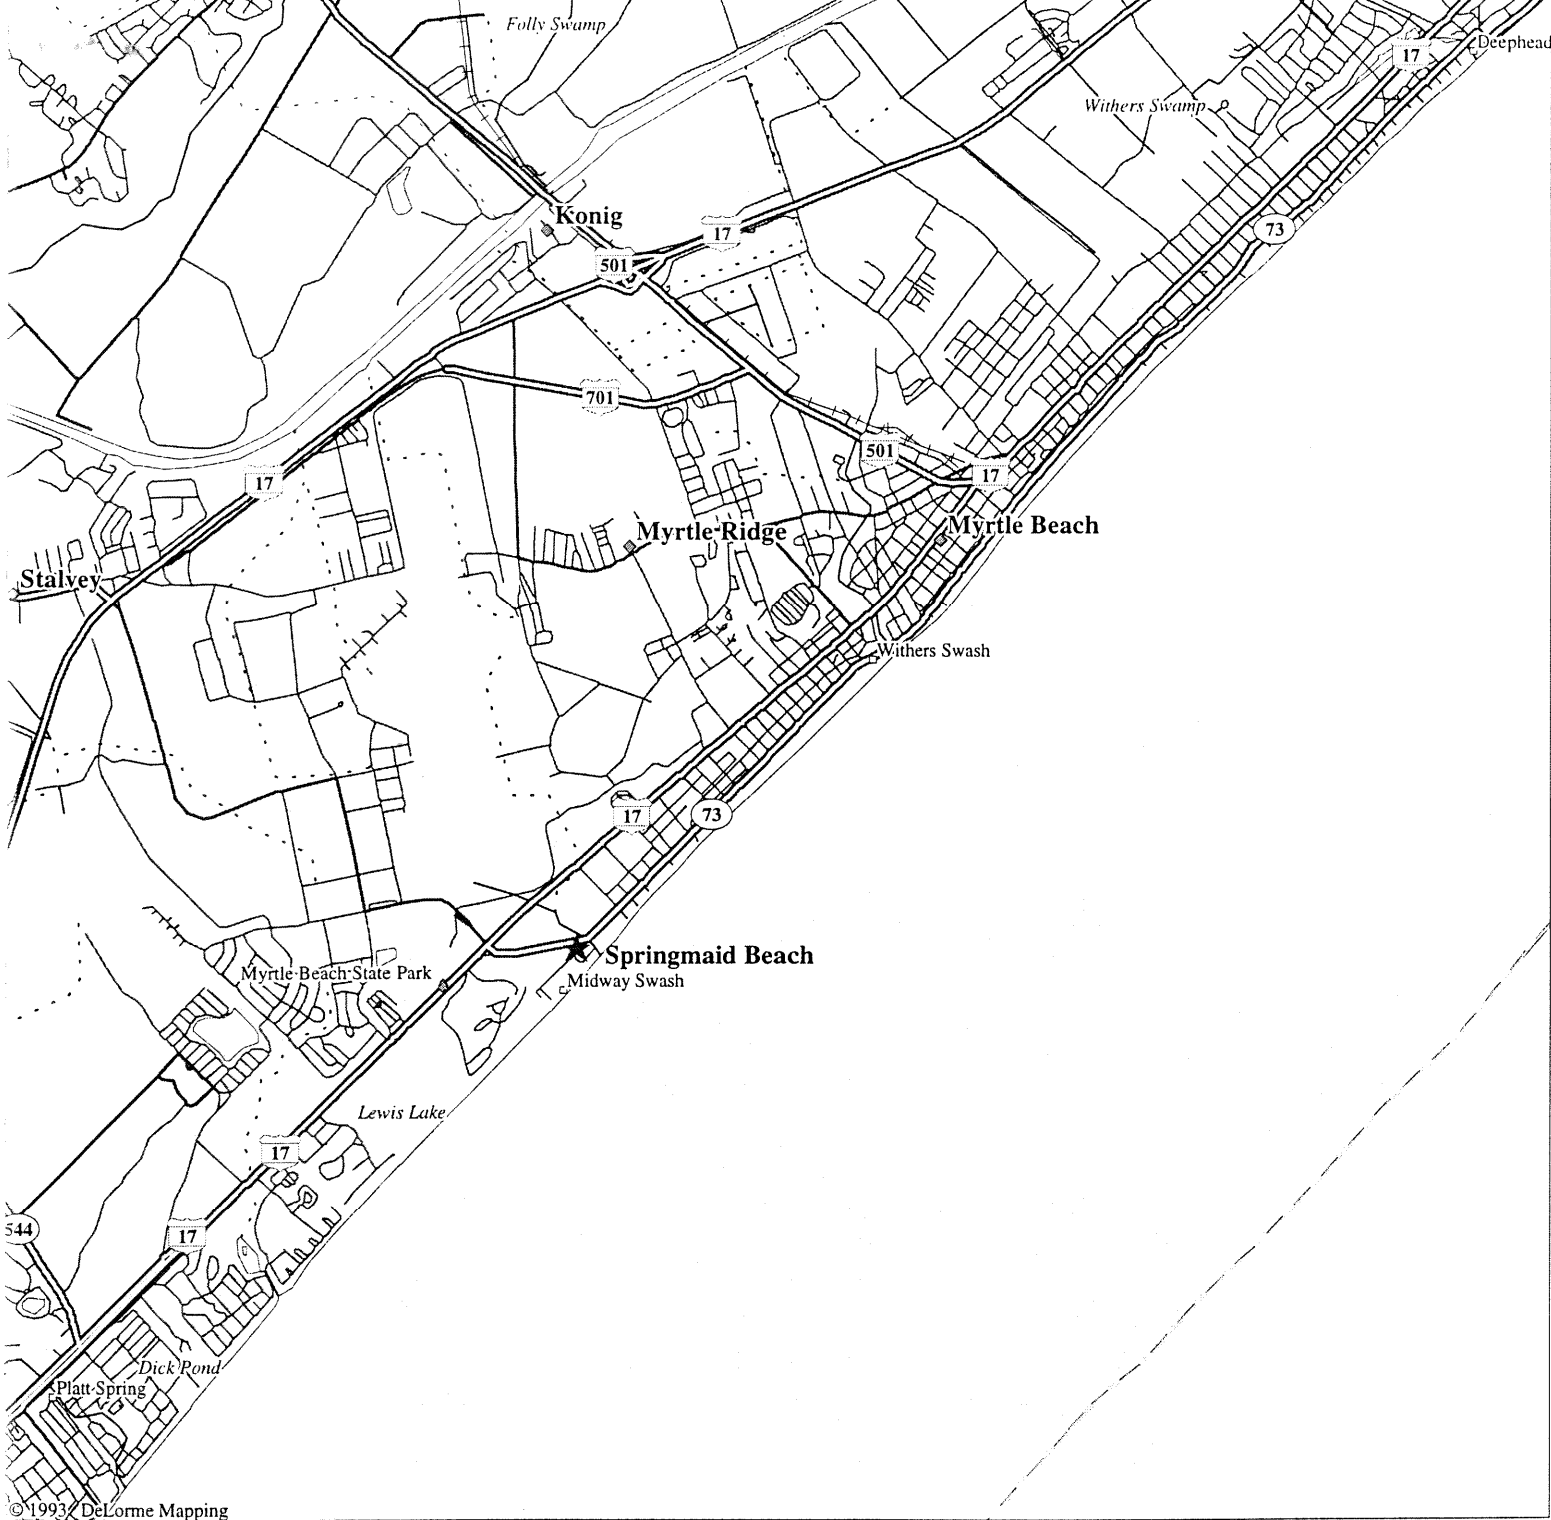 Folly Swamp
Deephead
17
Withers Swamp
Konig
17
73
501
701
501
17
17
Myrtle Ridge
Myrtle Beach
Stalvey
Withers Swash
17
73
Springmaid Beach
Myrtle Beach State Park
Midway Swash
Lewis Lake
17
544
17
Dick Pond
Platt Spring
© 1993 DeLorme Mapping